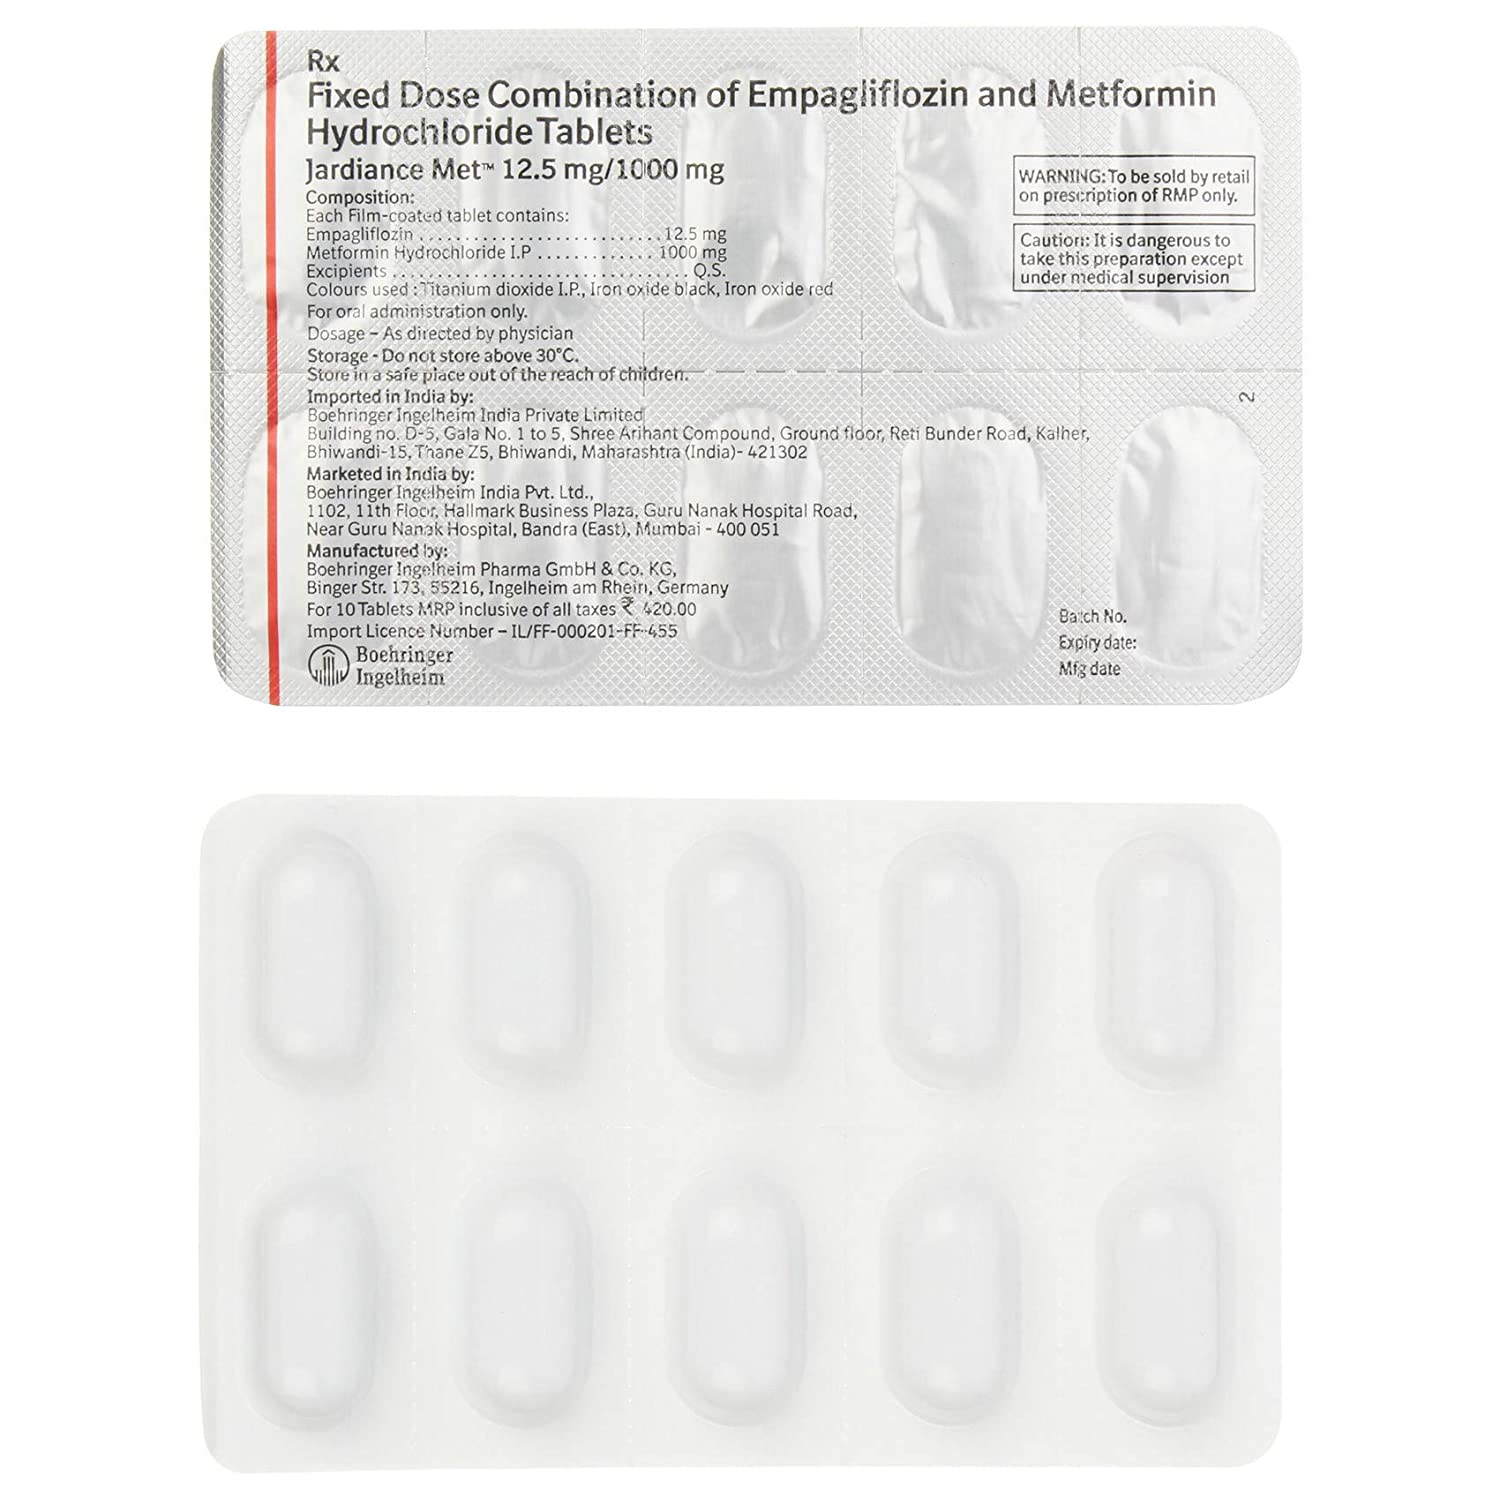 Rx
Fixed Dose Combination of Empagliflozin and Metformin
Hydrochloride Tablets
Jardiance Met™ 12.5 mg/1000 mg
Composition:
Each Film-coated tablet contains:
Empagliflozin ........................... 12.5 mg
Metformin Hydrochloride I.P ............. 1000 mg
Excipients ................................. Q.S.
Colours used : Titanium dioxide I.P., Iron oxide black, Iron oxide red
For oral administration only.
Dosage – As directed by physician
Storage - Do not store above 30°C.
Store in a safe place out of the reach of children.
Imported in India by:
Boehringer Ingelheim India Private Limited
Building no. D-5, Gala No. 1 to 5, Shree Arihant Compound, Ground floor, Reti Bunder Road, Kalher,
Bhiwandi-15, Thane Z5, Bhiwandi, Maharashtra (India)- 421302
Marketed in India by:
Boehringer Ingelheim India Pvt. Ltd.,
1102, 11th Floor, Hallmark Business Plaza, Guru Nanak Hospital Road,
Near Guru Nanak Hospital, Bandra (East), Mumbai - 400 051
Manufactured by:
Boehringer Ingelheim Pharma GmbH & Co. KG,
Binger Str. 173, 55216, Ingelheim am Rhein, Germany
For 10 Tablets MRP inclusive of all taxes ₹ 420.00
Import Licence Number – IL/FF-000201-FF-455
Boehringer
Ingelheim
WARNING: To be sold by retail
on prescription of RMP only.
Caution: It is dangerous to
take this preparation except
under medical supervision
2
Batch No.
Expiry date:
Mfg date